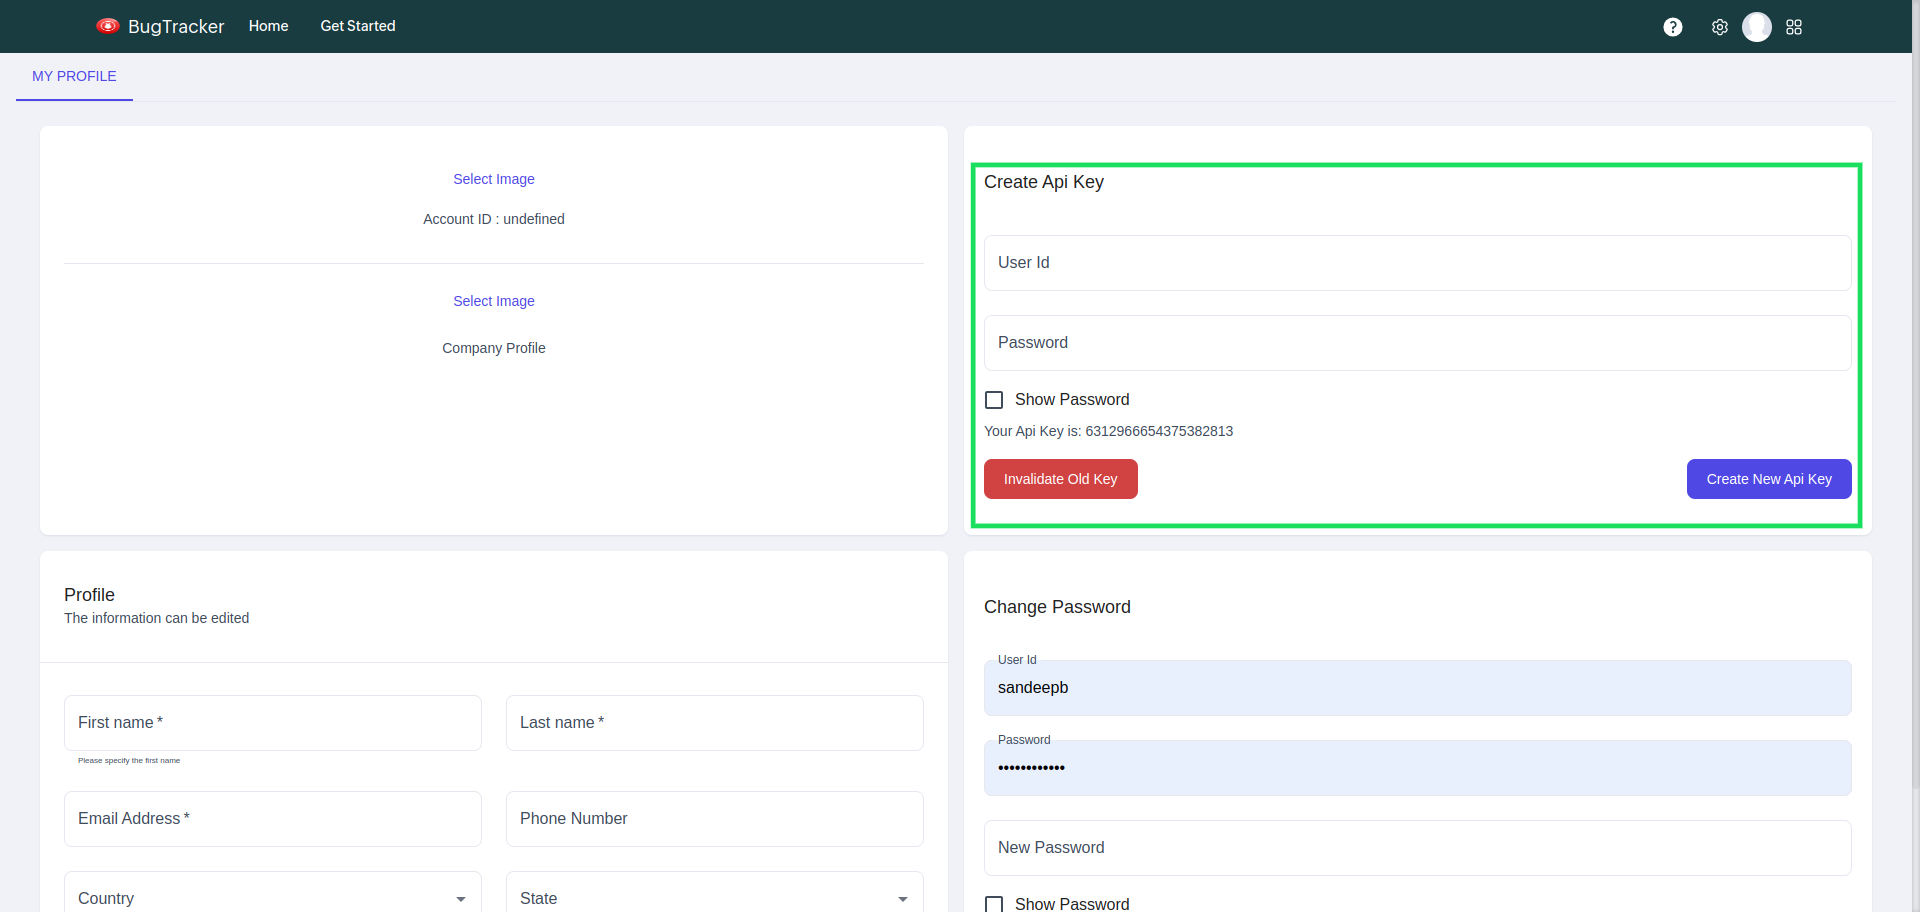 BugTracker Home Get Started
MY PROFILE
Select Image
Account ID : undefined
Select Image
Company Profile
Create Api Key
User Id
Password
Show Password
Your Api Key is: 6312966654375382813
Invalidate Old Key Create New Api Key
Profile
The information can be edited
First name * Last name *
Please specify the first name
Email Address * Phone Number
Country State
Change Password
User Id
sandeepb
Password
••••••••••••
New Password
Show Password